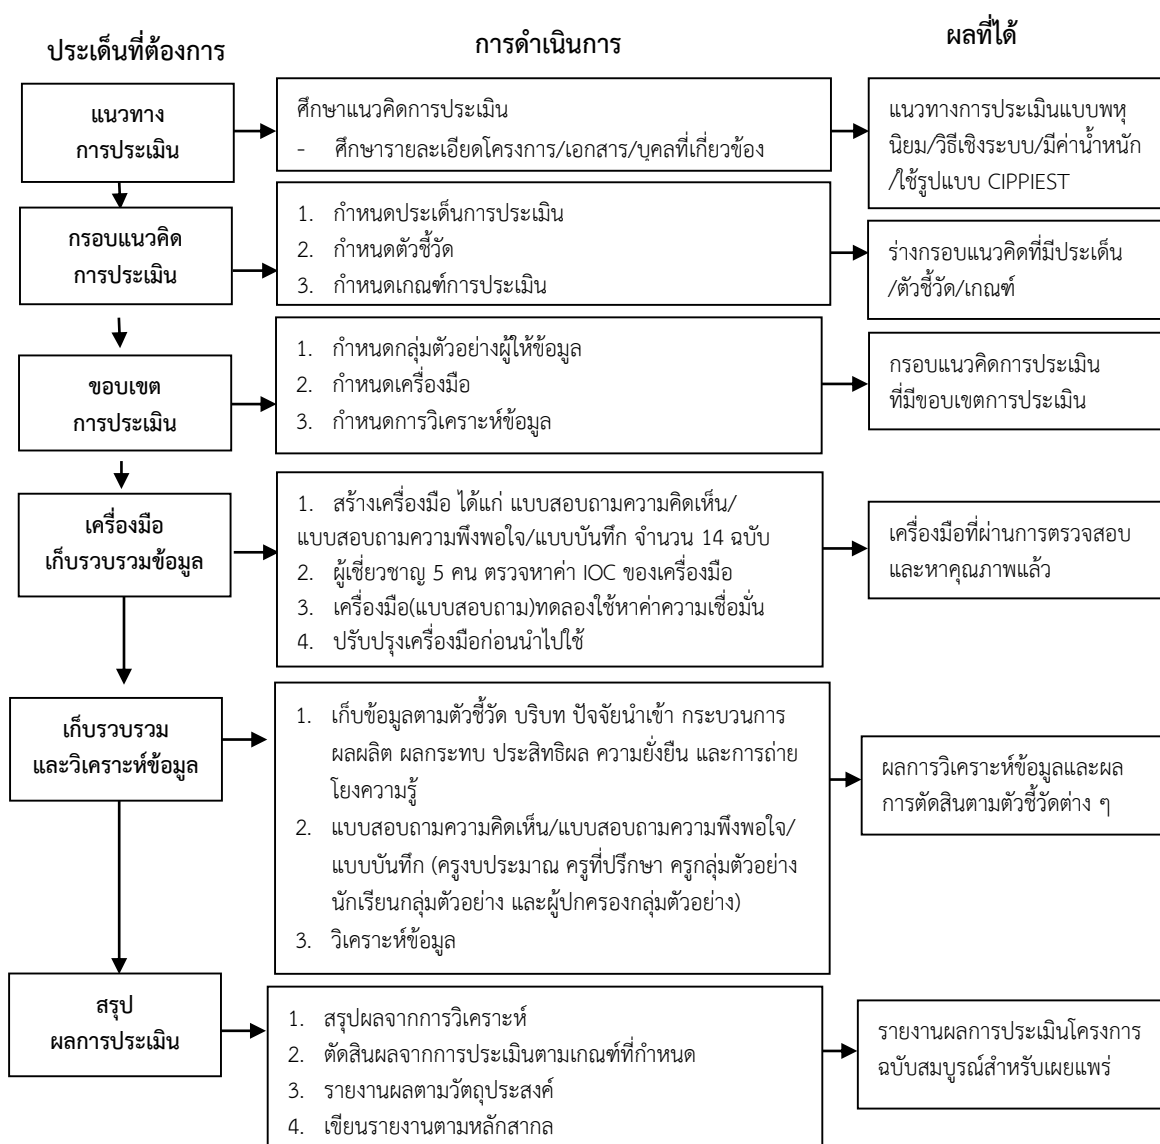 ประเด็นที่ต้องการ
การดำเนินการ
ผลที่ได้
แนวทาง
การประเมิน
ศึกษาแนวคิดการประเมิน
- ศึกษารายละเอียดโครงการ/เอกสาร/บุคลที่เกี่ยวข้อง
แนวทางการประเมินแบบพหุ
นิยม/วิธีเชิงระบบ/มีค่าน้ำหนัก
/ใช้รูปแบบ CIPPIEST
กรอบแนวคิด
การประเมิน
1. กำหนดประเด็นการประเมิน
2. กำหนดตัวชี้วัด
3. กำหนดเกณฑ์การประเมิน
ร่างกรอบแนวคิดที่มีประเด็น
/ตัวชี้วัด/เกณฑ์
ขอบเขต
การประเมิน
1. กำหนดกลุ่มตัวอย่างผู้ให้ข้อมูล
2. กำหนดเครื่องมือ
3. กำหนดการวิเคราะห์ข้อมูล
กรอบแนวคิดการประเมิน
ที่มีขอบเขตการประเมิน
เครื่องมือ
เก็บรวบรวมข้อมูล
1. สร้างเครื่องมือ ได้แก่ แบบสอบถามความคิดเห็น/
แบบสอบถามความพึงพอใจ/แบบบันทึก จำนวน 14 ฉบับ
2. ผู้เชี่ยวชาญ 5 คน ตรวจหาค่า IOC ของเครื่องมือ
3. เครื่องมือ(แบบสอบถาม)ทดลองใช้หาค่าความเชื่อมั่น
4. ปรับปรุงเครื่องมือก่อนนำไปใช้
เครื่องมือที่ผ่านการตรวจสอบ
และหาคุณภาพแล้ว
เก็บรวบรวม
และวิเคราะห์ข้อมูล
1. เก็บข้อมูลตามตัวชี้วัด บริบท ปัจจัยนำเข้า กระบวนการ
ผลผลิต ผลกระทบ ประสิทธิผล ความยั่งยืน และการถ่าย
โยงความรู้
2. แบบสอบถามความคิดเห็น/แบบสอบถามความพึงพอใจ/
แบบบันทึก (ครูงบประมาณ ครูที่ปรึกษา ครูกลุ่มตัวอย่าง
นักเรียนกลุ่มตัวอย่าง และผู้ปกครองกลุ่มตัวอย่าง)
3. วิเคราะห์ข้อมูล
ผลการวิเคราะห์ข้อมูลและผล
การตัดสินตามตัวชี้วัดต่าง ๆ
สรุป
ผลการประเมิน
1. สรุปผลจากการวิเคราะห์
2. ตัดสินผลจากการประเมินตามเกณฑ์ที่กำหนด
3. รายงานผลตามวัตถุประสงค์
4. เขียนรายงานตามหลักสากล
รายงานผลการประเมินโครงการ
ฉบับสมบูรณ์สำหรับเผยแพร่